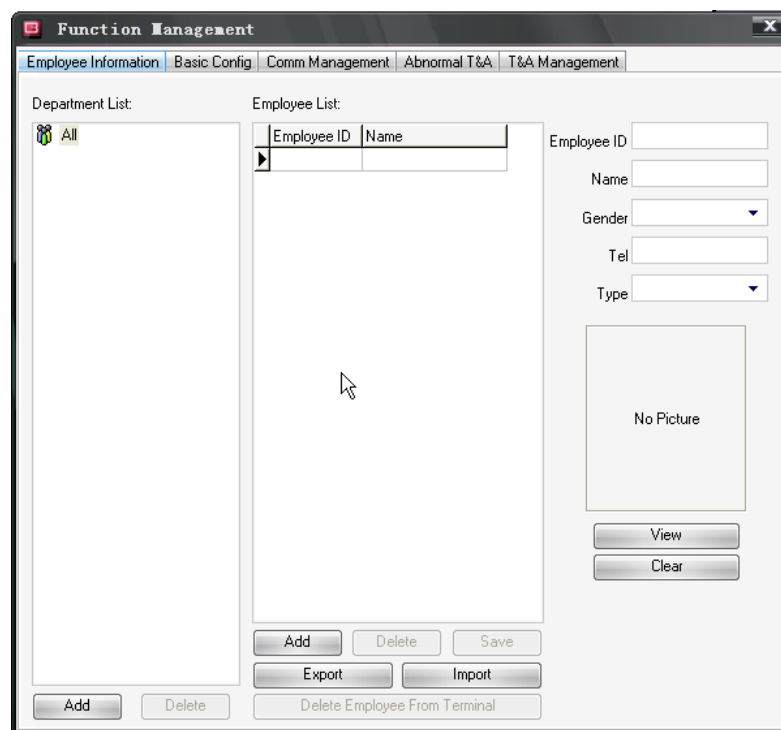 Function Management
Employee Information Basic Config Comm Management Abnormal T&A T&A Management
Department List:
All
Employee List:
Employee ID Name
Employee ID
Name
Gender
Tel
Type
No Picture
View
Clear
Add Delete Save
Export Import
Delete Employee From Terminal
Add Delete